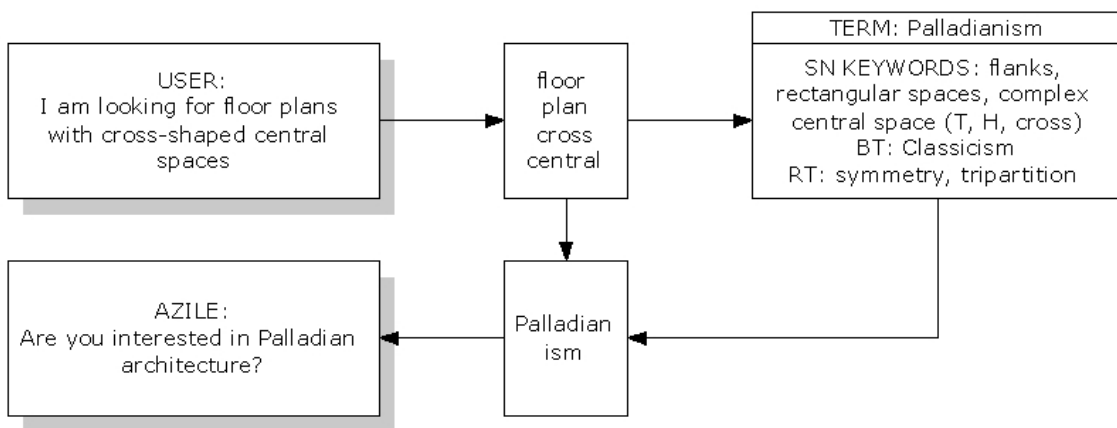 USER:
I am looking for floor plans
with cross-shaped central
spaces
floor
plan
cross
central
TERM: Palladianism
SN KEYWORDS: flanks,
rectangular spaces, complex
central space (T, H, cross)
BT: Classicism
RT: symmetry, tripartition
AZILE:
Are you interested in Palladian
architecture?
Palladian
ism